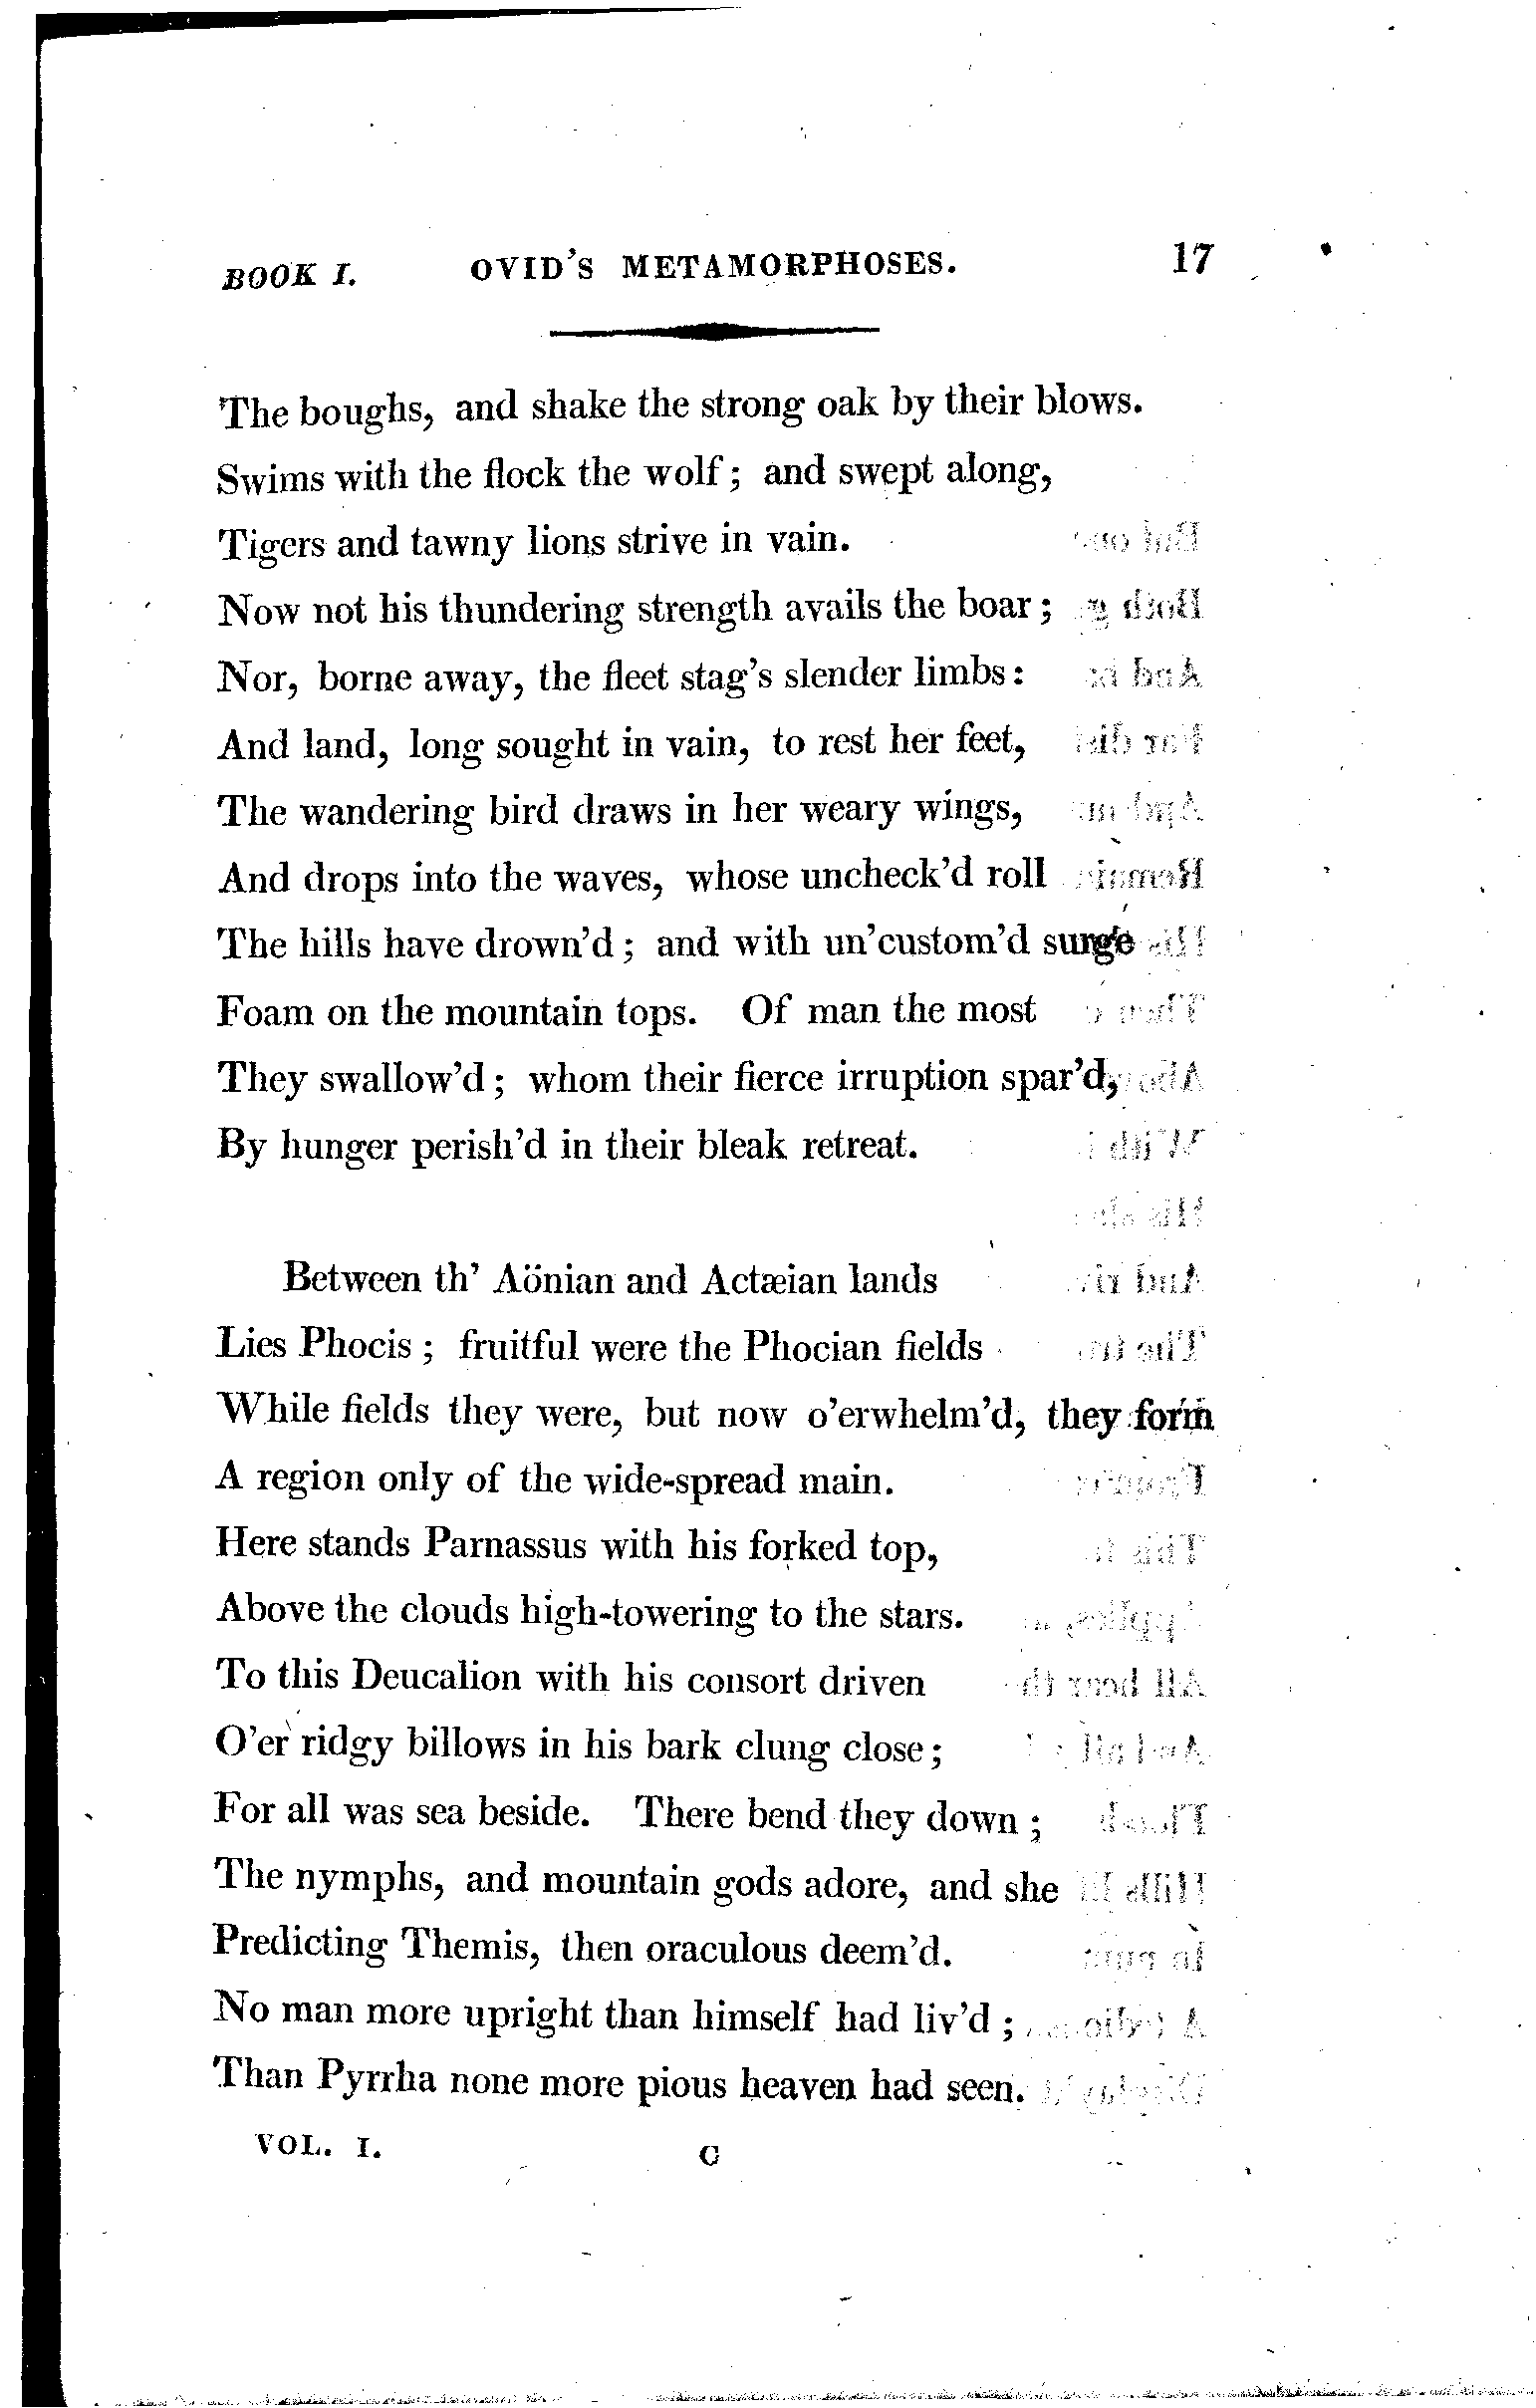 BOOK I. OVID'S METAMORPHOSES. 17
The boughs, and shake the strong oak by their blows.
Swims with the flock the wolf; and swept along,
Tigers and tawny lions strive in vain.
Now not his thundering strength avails the boar;
Nor, borne away, the fleet stag's slender limbs:
And land, long sought in vain, to rest her feet,
The wandering bird draws in her weary wings,
And drops into the waves, whose uncheck'd roll
The hills have drown'd; and with un'custom'd surge
Foam on the mountain tops. Of man the most
They swallow'd; whom their fierce irruption spar'd,
By hunger perish'd in their bleak retreat.
Between th' Aönian and Actæian lands
Lies Phocis; fruitful were the Phocian fields
While fields they were, but now o'erwhelm'd, they form
A region only of the wide-spread main.
Here stands Parnassus with his forked top,
Above the clouds high-towering to the stars.
To this Deucalion with his consort driven
O'er ridgy billows in his bark clung close;
For all was sea beside. There bend they down;
The nymphs, and mountain gods adore, and she
Predicting Themis, then oraculous deem'd.
No man more upright than himself had liv'd;
Than Pyrrha none more pious heaven had seen.
VOL. I. C